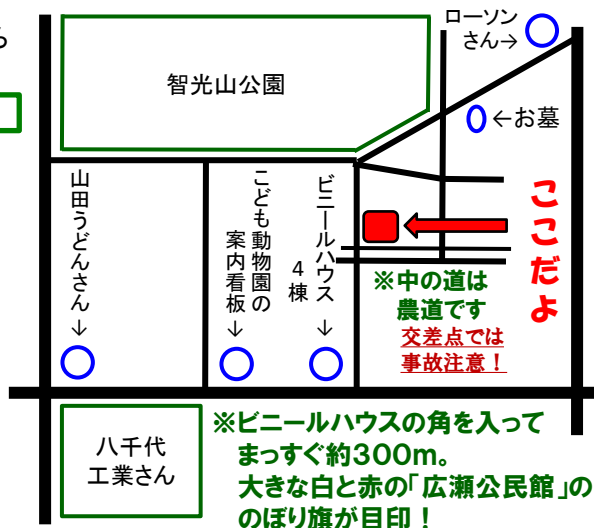 ら
ローソン
さん→
智光山公園
←お墓
山田うどんさん→
こども動物園の
案内看板→
ビニールハウス→
4棟
ここだよ
※中の道は
農道です
交差点では
事故注意！
八千代
工業さん
※ビニールハウスの角を入って
まっすぐ約300m。
大きな白と赤の「広瀬公民館」の
のぼり旗が目印！